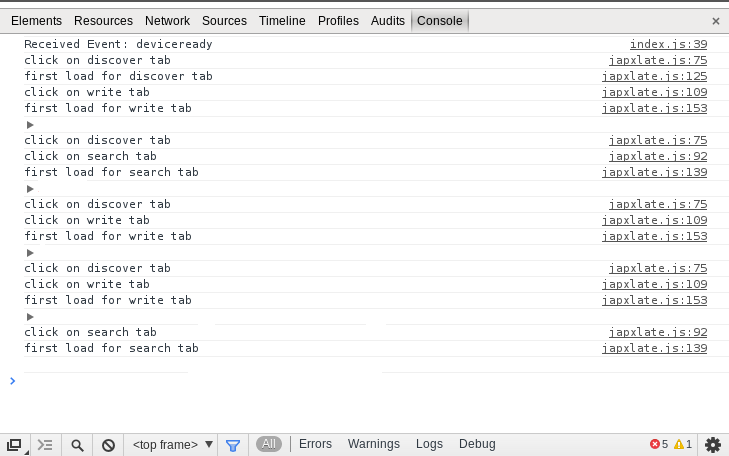 Elements Resources Network Sources Timeline Profiles Audits Console ×
Received Event: deviceready index.js:39
click on discover tab japxlate.js:75
first load for discover tab japxlate.js:125
click on write tab japxlate.js:109
first load for write tab japxlate.js:153
click on discover tab japxlate.js:75
click on search tab japxlate.js:92
first load for search tab japxlate.js:139
click on discover tab japxlate.js:75
click on write tab japxlate.js:109
first load for write tab japxlate.js:153
click on discover tab japxlate.js:75
click on write tab japxlate.js:109
first load for write tab japxlate.js:153
click on search tab japxlate.js:92
first load for search tab japxlate.js:139
<top frame> All Errors Warnings Logs Debug 5 1